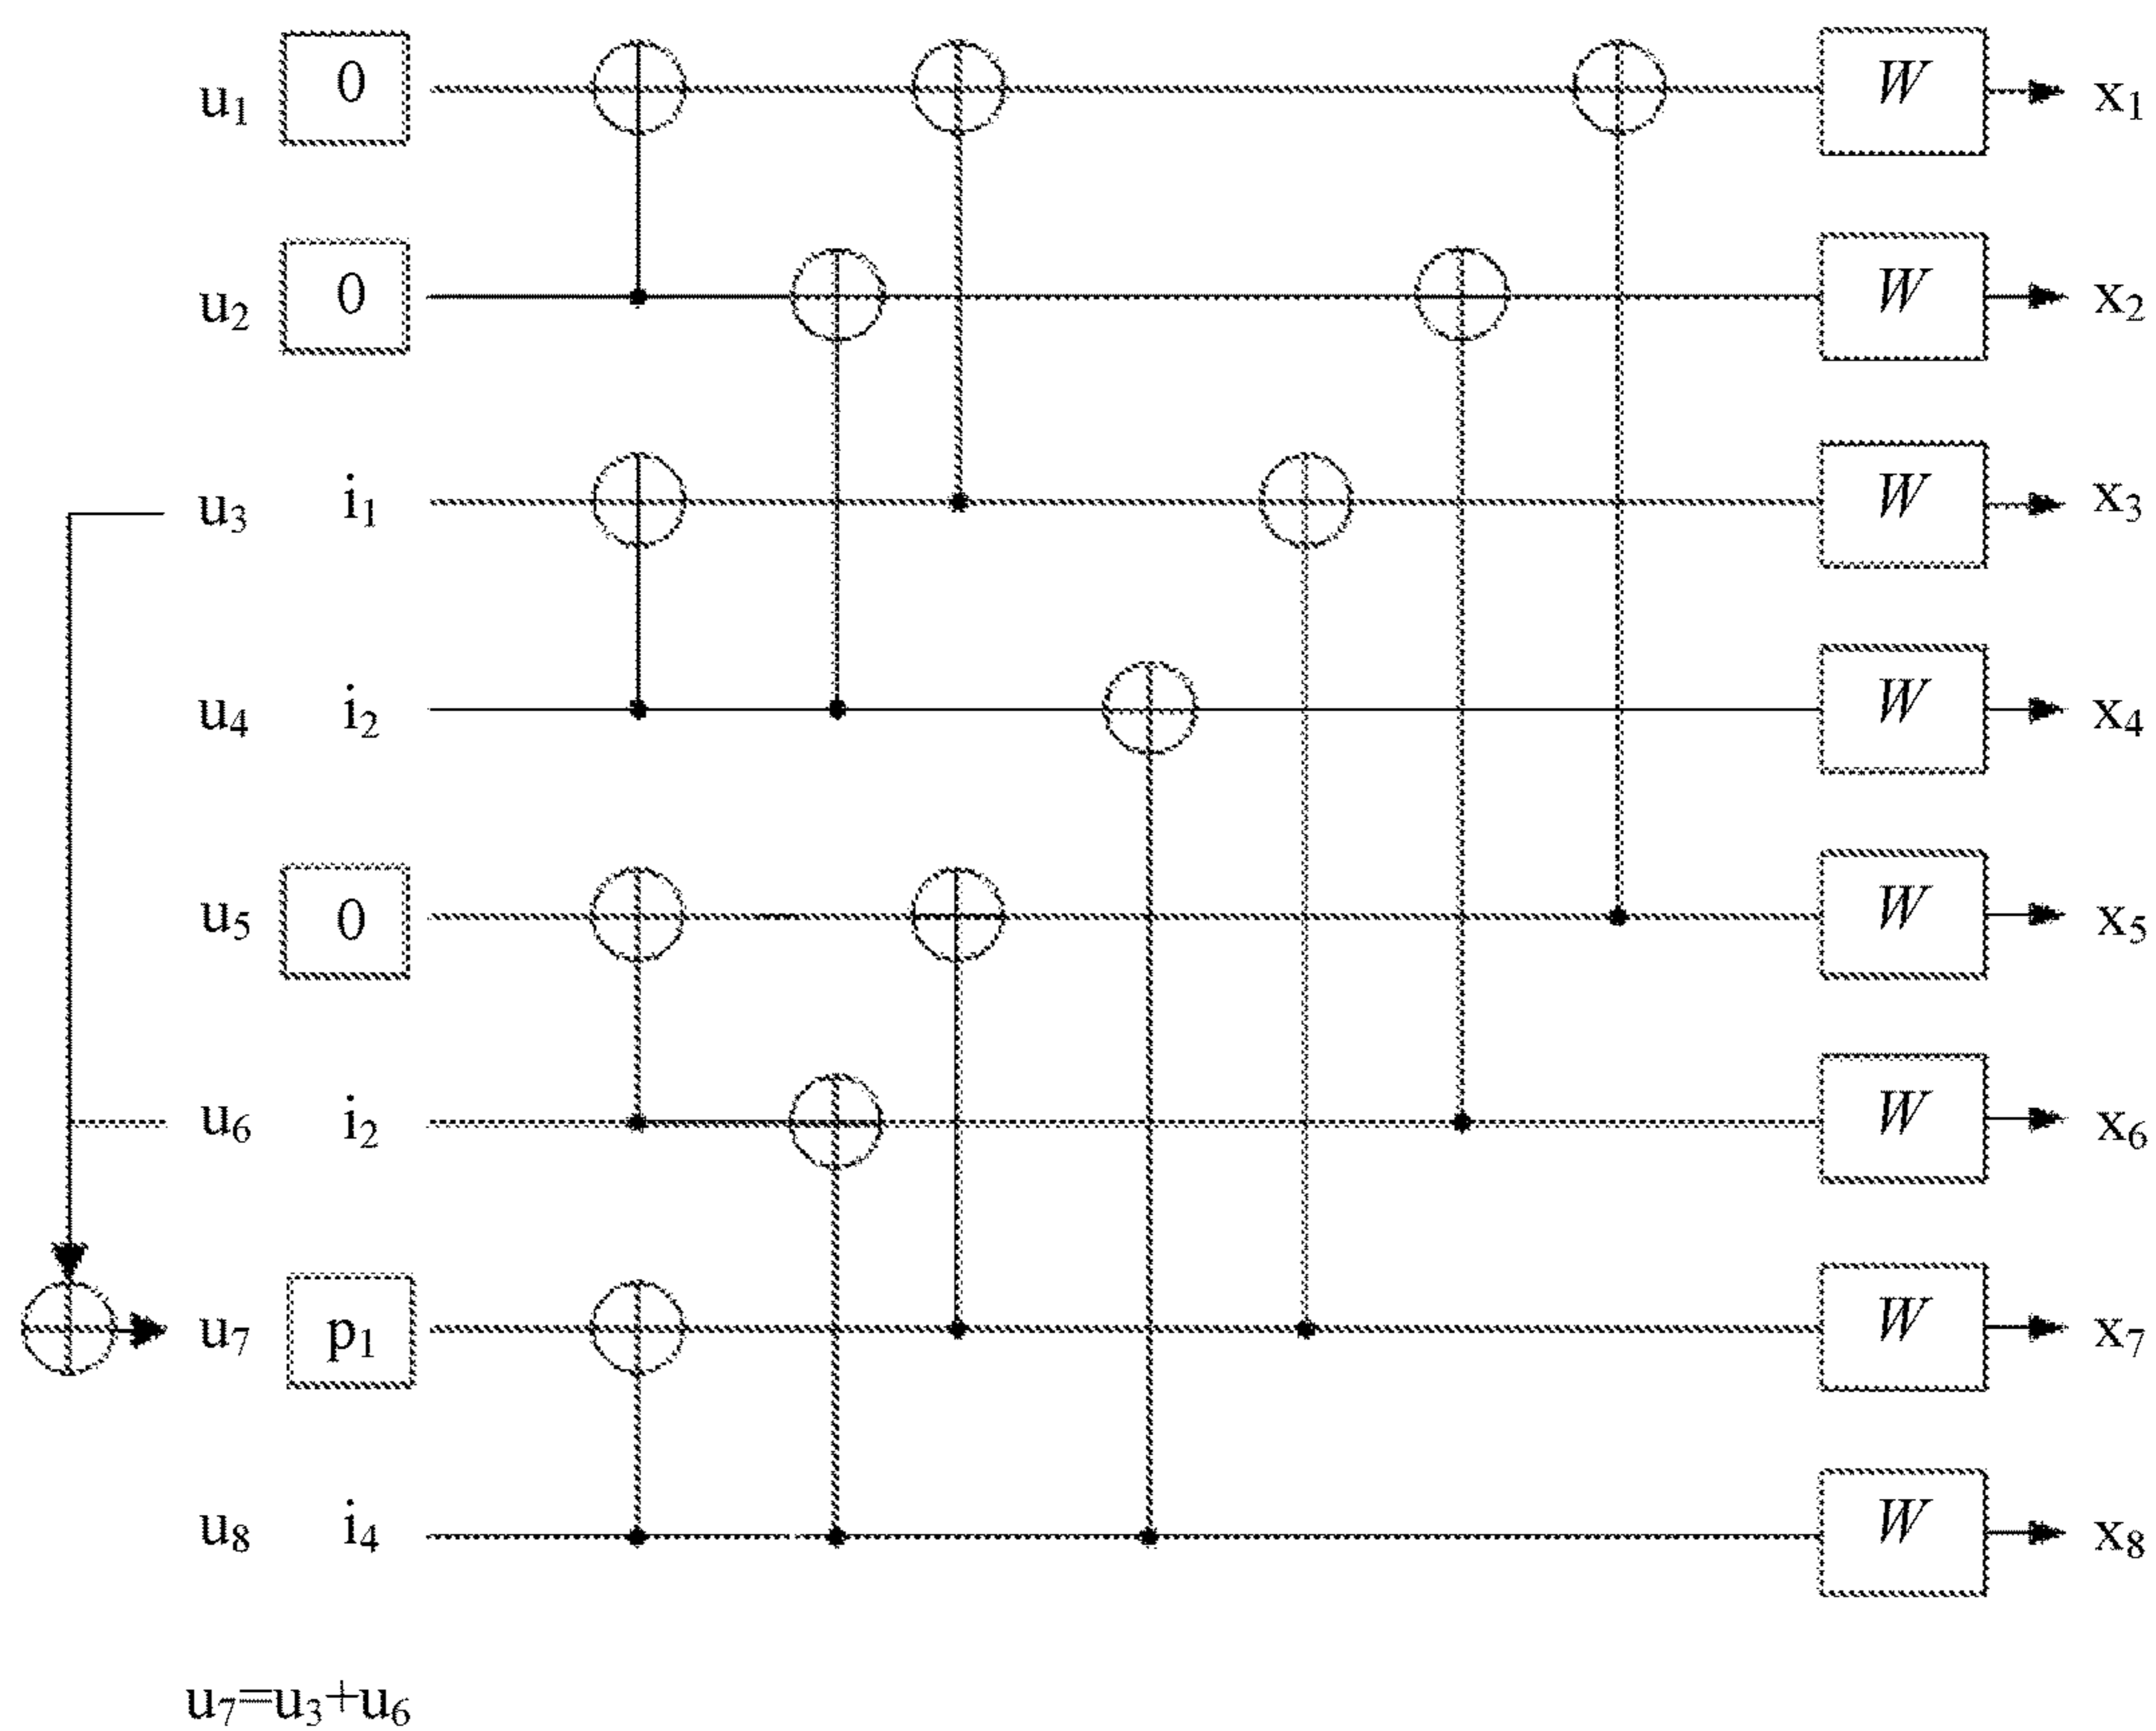 u₁ 0 W x₁
u₂ 0 W x₂
u₃ i₁ W x₃
u₄ i₂ W x₄
u₅ 0 W x₅
u₆ i₂ W x₆
u₇ p₁ W x₇
u₈ i₄ W x₈
u₇=u₃+u₆